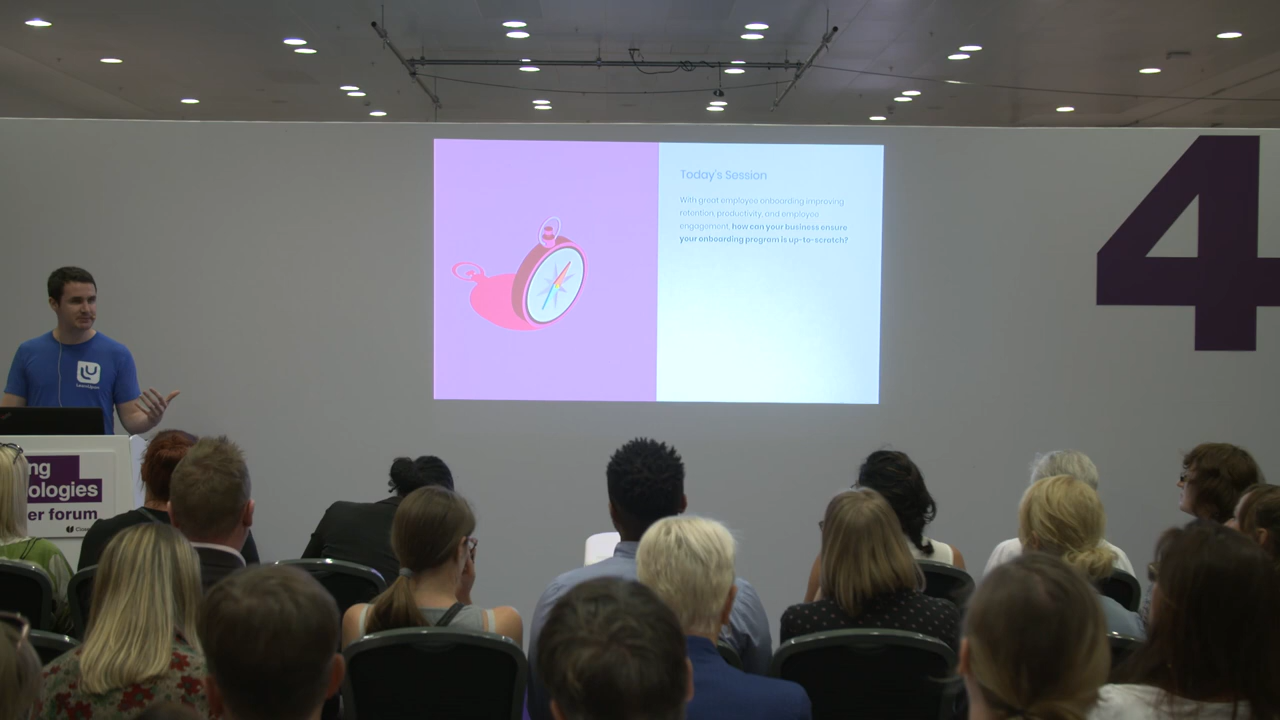 Today's Session
With great employee onboarding improving
retention, productivity, and employee
engagement, how can your business ensure
your onboarding program is up-to-scratch?
4
LearnUpon
ng
ologies
er forum